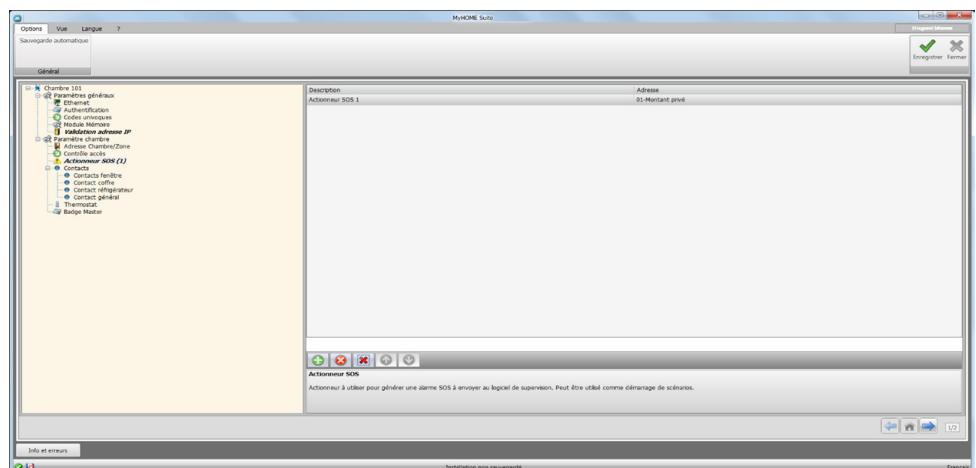 MyHOME Suite
Options Vue Langue ?
Sauvegarde automatique
Général
Enregistrer Fermer
Chambre 101
Paramètres généraux
Ethernet
Authentification
Codes univoques
Module Mémoire
Validation adresse IP
Paramètre chambre
Adresse Chambre/Zone
Contrôle accès
Actionneur SOS (1)
Contacts
Contacts fenêtre
Contact coffre
Contact réfrigérateur
Contact général
Thermostat
Badge Master
Description Adresse
Actionneur SOS 1 01-Montant privé
Actionneur SOS
Actionneur à utiliser pour générer une alarme SOS à envoyer au logiciel de supervision. Peut être utilisé comme démarrage de scénarios.
1/2
Info et erreurs
Installation non sauvegardé
Français